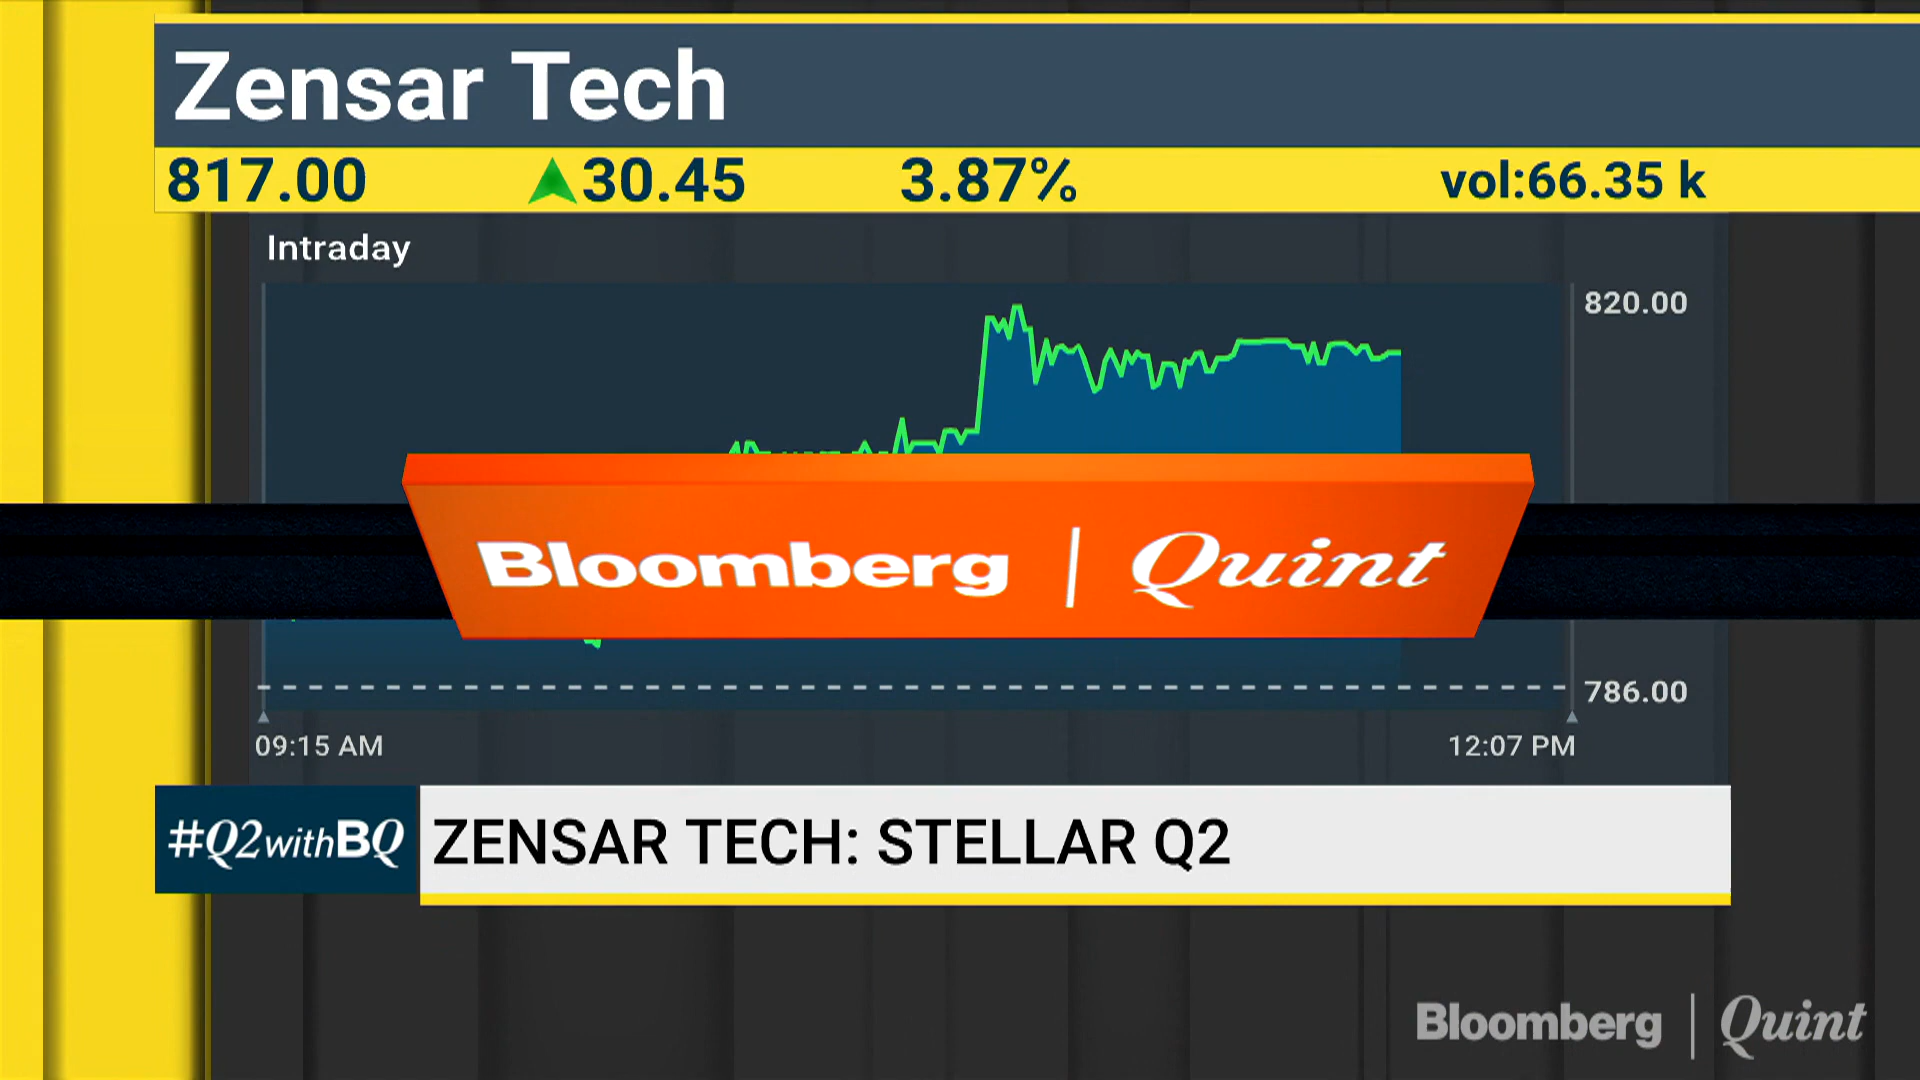 Zensar Tech
817.00 ▲30.45 3.87% vol:66.35 k
Intraday
820.00
Bloomberg | Quint
786.00
09:15 AM 12:07 PM
#Q2withBQ ZENSAR TECH: STELLAR Q2
Bloomberg | Quint